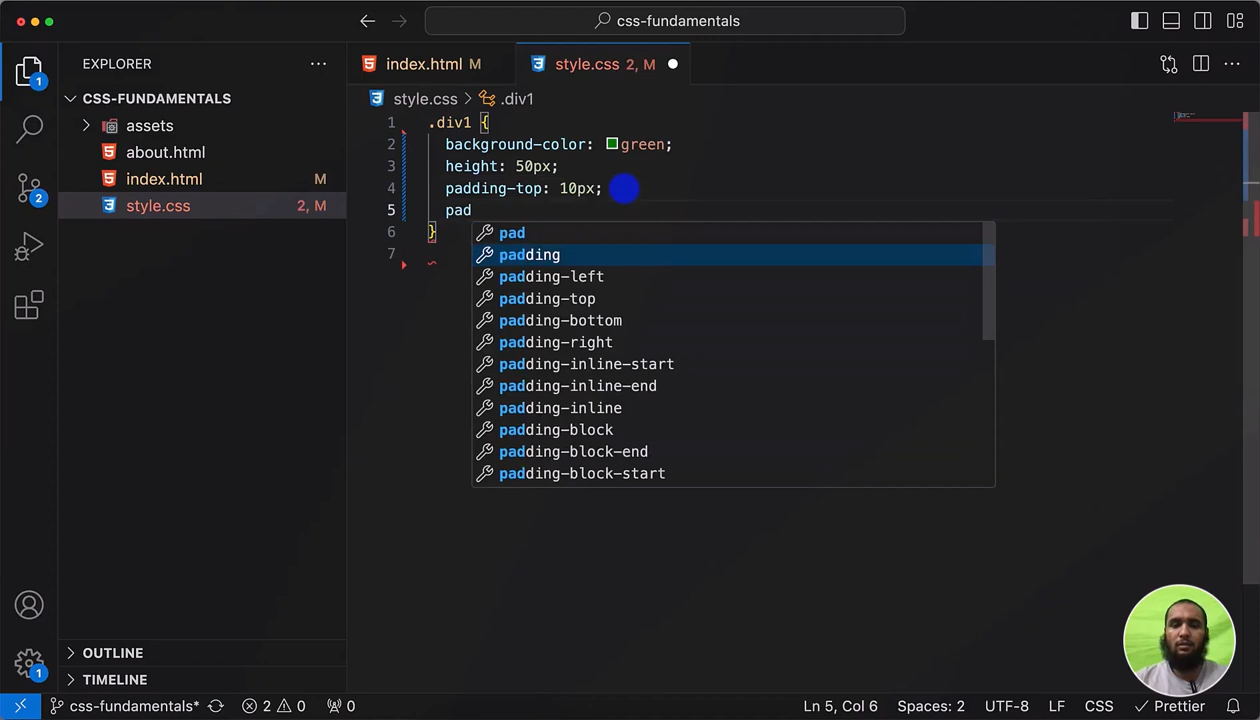 css-fundamentals
EXPLORER
index.html M
style.css 2, M
CSS-FUNDAMENTALS
assets
about.html
index.html M
style.css 2, M
style.css > .div1
1 .div1 {
2 background-color: green;
3 height: 50px;
4 padding-top: 10px;
5 pad
6 }
7
pad
padding
padding-left
padding-top
padding-bottom
padding-right
padding-inline-start
padding-inline-end
padding-inline
padding-block
padding-block-end
padding-block-start
1
2
1
OUTLINE
TIMELINE
css-fundamentals* 2 0 0 Ln 5, Col 6 Spaces: 2 UTF-8 LF CSS Prettier